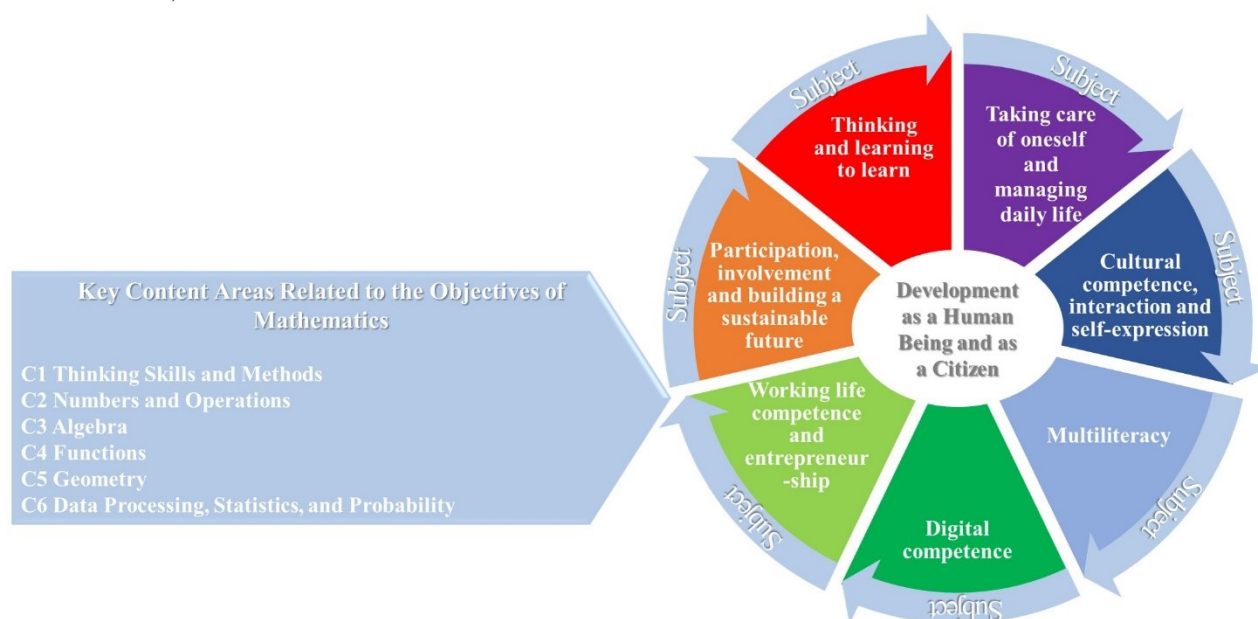 Key Content Areas Related to the Objectives of
Mathematics
C1 Thinking Skills and Methods
C2 Numbers and Operations
C3 Algebra
C4 Functions
C5 Geometry
C6 Data Processing, Statistics, and Probability
Subject
Thinking
and learning
to learn
Subject
Taking care
of oneself
and
managing
daily life
Subject
Cultural
competence,
interaction and
self-expression
Subject
Multiliteracy
Subject
Digital
competence
Subject
Working life
competence
and
entrepreneur
-ship
Subject
Participation,
involvement
and building a
sustainable
future
Development
as a Human
Being and as
a Citizen